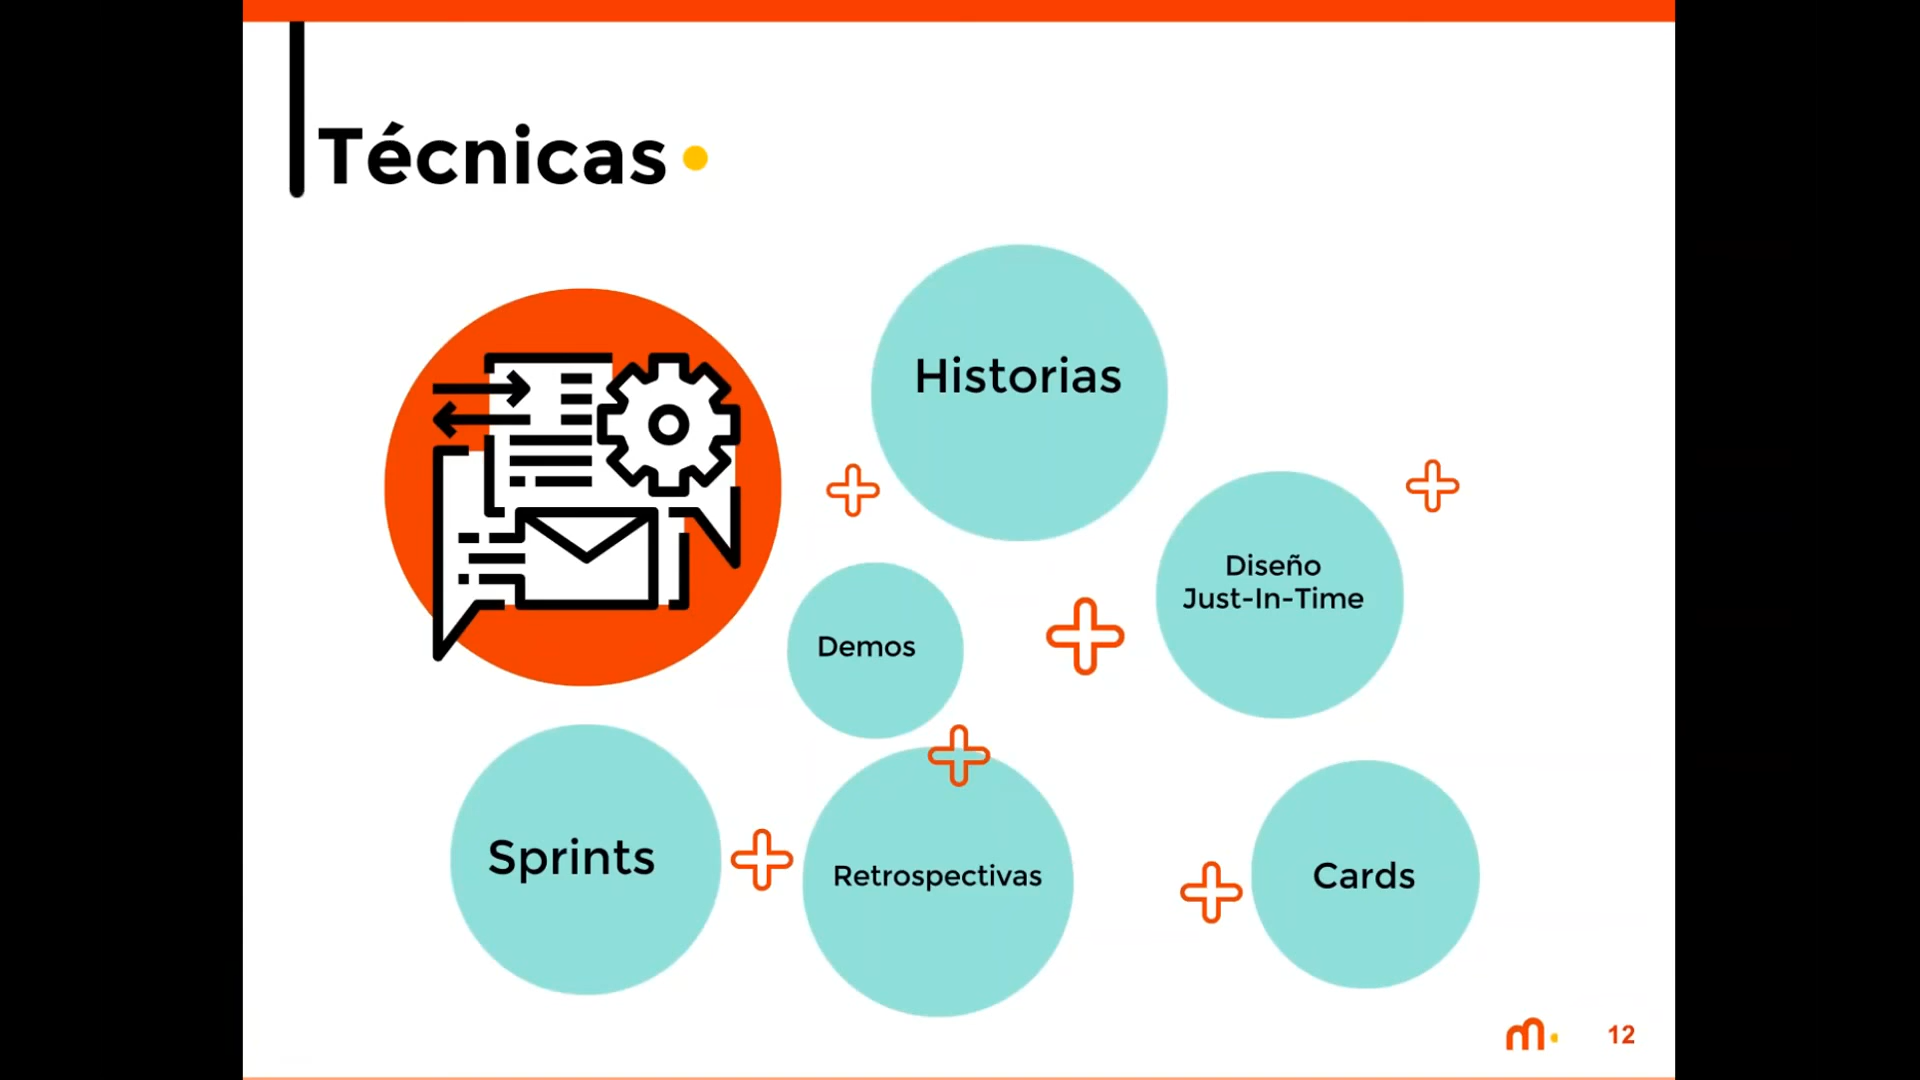 Técnicas
Historias
Diseño
Just-In-Time
Demos
Sprints
Retrospectivas
Cards
m.
12